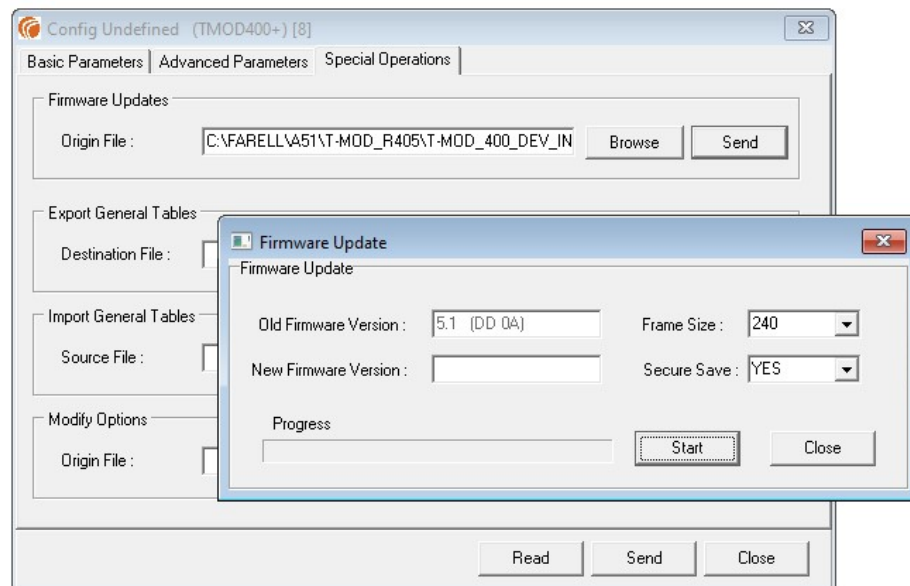 Config Undefined (TMOD400+) [8]
Basic Parameters Advanced Parameters Special Operations
Firmware Updates
Origin File : C:\FARELL\A51\T-MOD_R405\T-MOD_400_DEV_IN Browse Send
Export General Tables
Destination File :
Import General Tables
Source File :
Modify Options
Origin File :
Firmware Update
Firmware Update
Old Firmware Version : 5.1 (DD 0A) Frame Size : 240
New Firmware Version : Secure Save : YES
Progress
Start Close
Read Send Close